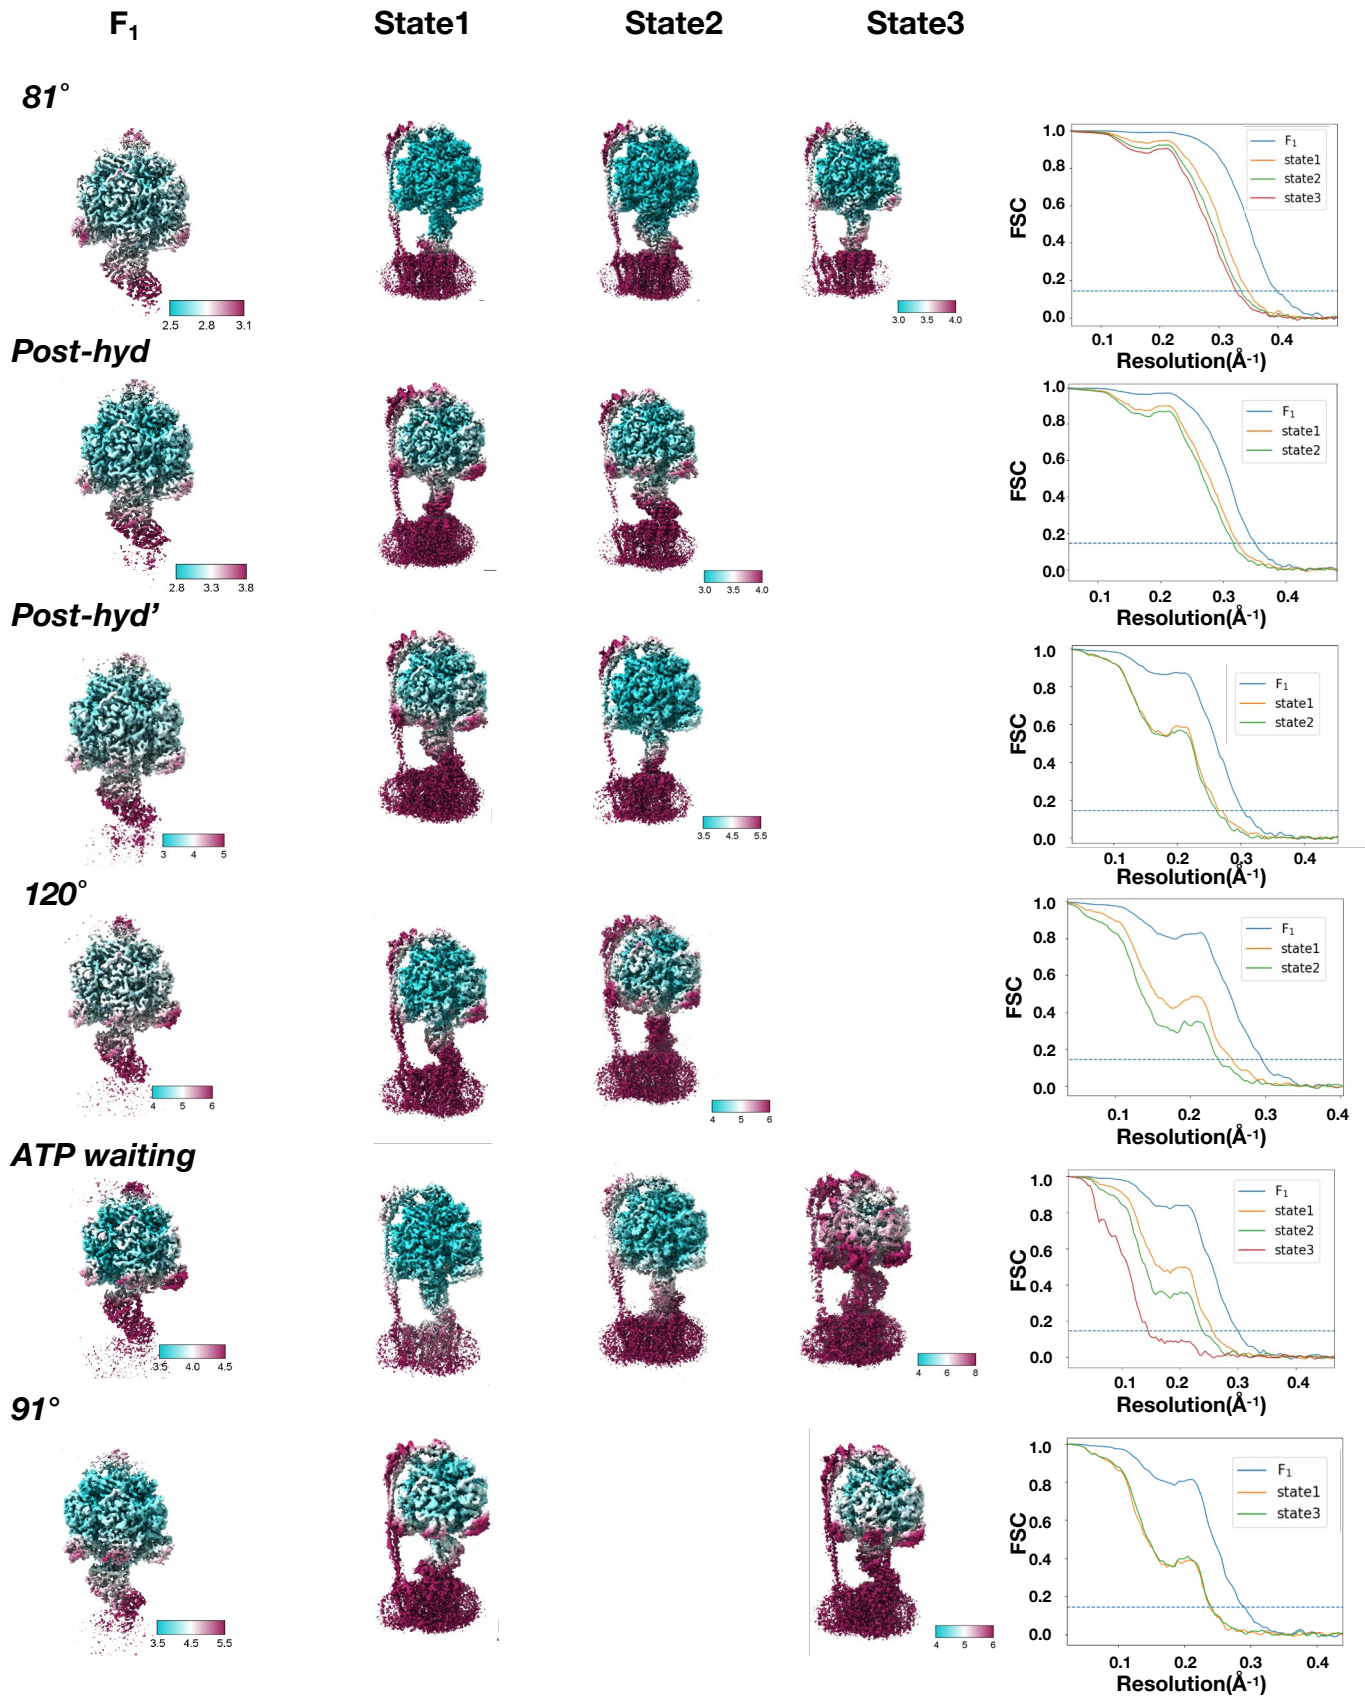 F₁ State1 State2 State3
81°
2.5 2.8 3.1
3.0 3.5 4.0
FSC
1.0
0.8
0.6
0.4
0.2
0.0
F₁
state1
state2
state3
0.1 0.2 0.3 0.4
Resolution(Å⁻¹)
Post-hyd
2.8 3.3 3.8
3.0 3.5 4.0
FSC
1.0
0.8
0.6
0.4
0.2
0.0
F₁
state1
state2
0.1 0.2 0.3 0.4
Resolution(Å⁻¹)
Post-hyd’
3 4 5
3.5 4.5 5.5
FSC
1.0
0.8
0.6
0.4
0.2
0.0
F₁
state1
state2
0.1 0.2 0.3 0.4
Resolution(Å⁻¹)
120°
4 5 6
4 5 6
FSC
1.0
0.8
0.6
0.4
0.2
0.0
F₁
state1
state2
0.1 0.2 0.3 0.4
Resolution(Å⁻¹)
ATP waiting
3.5 4.0 4.5
4 6 8
FSC
1.0
0.8
0.6
0.4
0.2
0.0
F₁
state1
state2
state3
0.1 0.2 0.3 0.4
Resolution(Å⁻¹)
91°
3.5 4.5 5.5
4 5 6
FSC
1.0
0.8
0.6
0.4
0.2
0.0
F₁
state1
state3
0.1 0.2 0.3 0.4
Resolution(Å⁻¹)